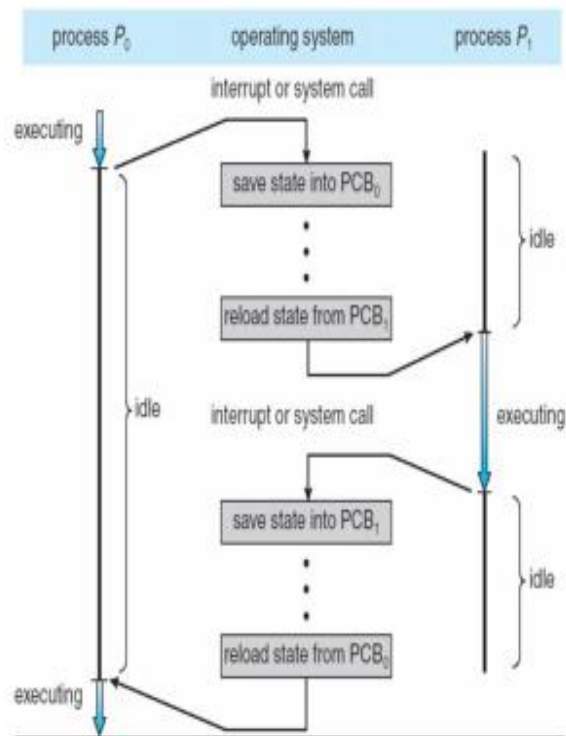 process P₀ operating system process P₁
interrupt or system call
executing
save state into PCB₀
idle
reload state from PCB₁
idle
interrupt or system call
executing
save state into PCB₁
idle
reload state from PCB₀
executing